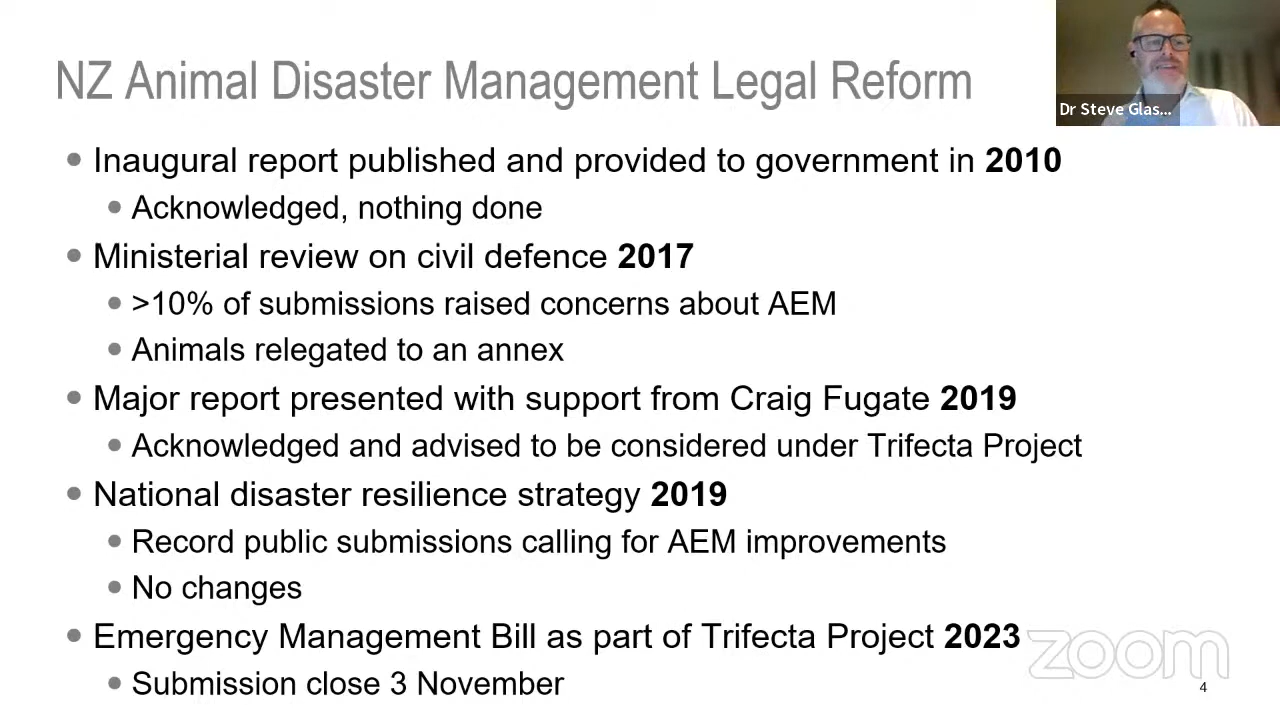 NZ Animal Disaster Management Legal Reform
Dr Steve Glas...
Inaugural report published and provided to government in 2010
Acknowledged, nothing done
Ministerial review on civil defence 2017
>10% of submissions raised concerns about AEM
Animals relegated to an annex
Major report presented with support from Craig Fugate 2019
Acknowledged and advised to be considered under Trifecta Project
National disaster resilience strategy 2019
Record public submissions calling for AEM improvements
No changes
Emergency Management Bill as part of Trifecta Project 2023
Submission close 3 November
zoom
4